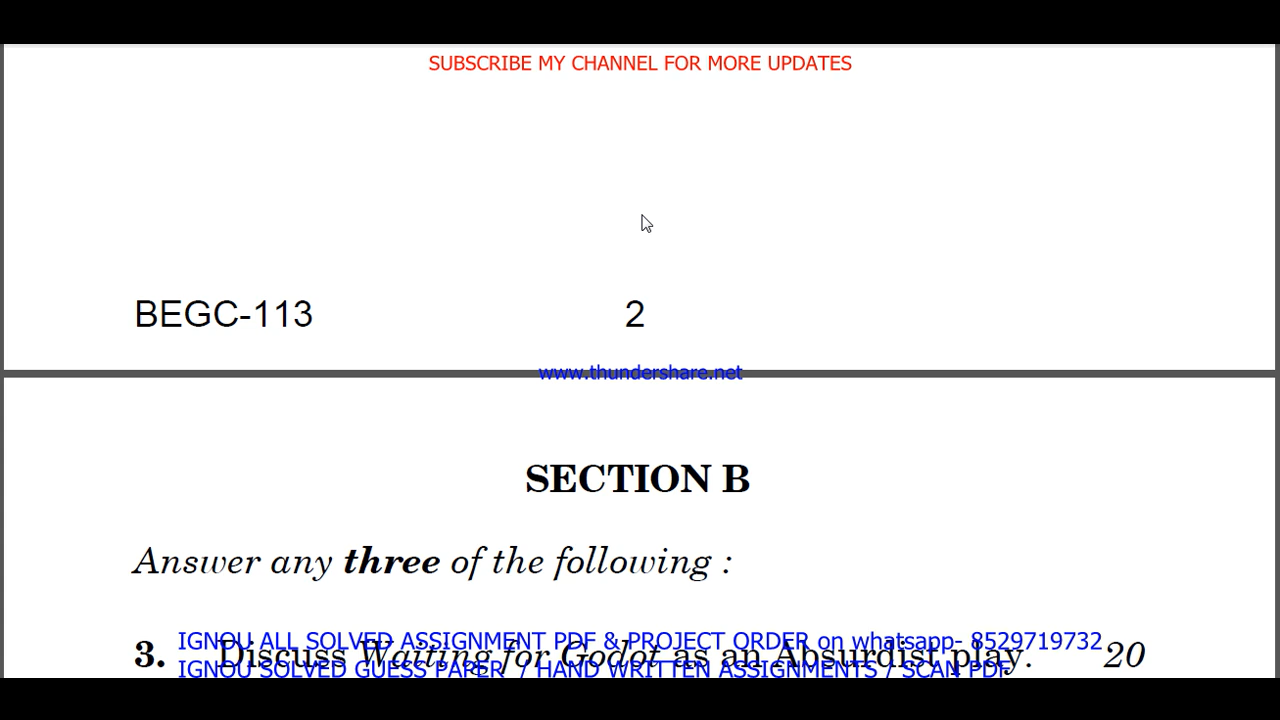 SUBSCRIBE MY CHANNEL FOR MORE UPDATES
BEGC-113 2
www.thundershare.net
SECTION B
Answer any three of the following :
IGNOU ALL SOLVED ASSIGNMENT PDF & PROJECT ORDER on whatsapp- 8529719732
3. Discuss Waiting for Godot as an Absurdist play. 20
IGNOU SOLVED GUESS PAPER / HAND WRITTEN ASSIGNMENTS / SCAN PDF